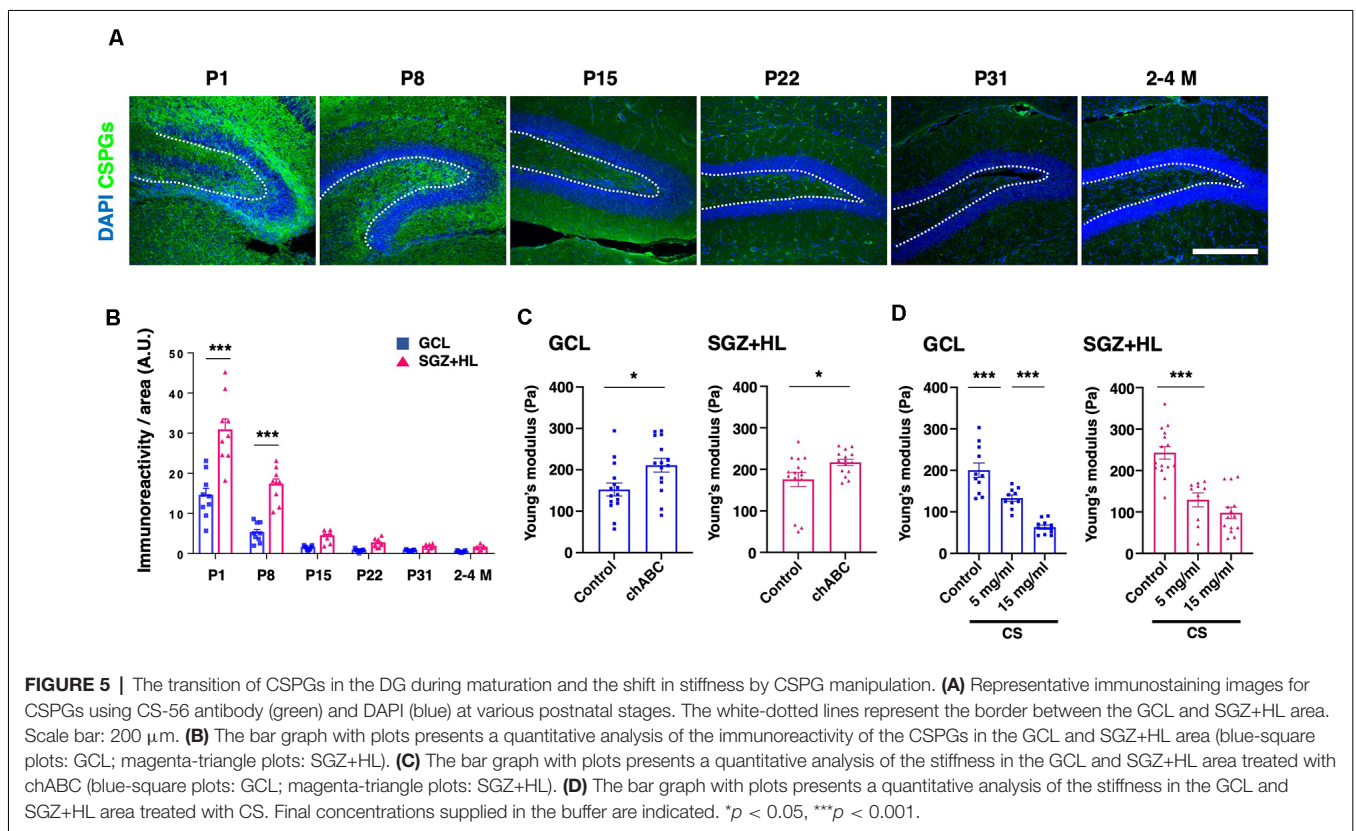 A
P1 P8 P15 P22 P31 2-4 M
DAPI CSPGs
B
GCL
SGZ+HL
Immunoreactivity / area (A.U.)
50
40
30
20
10
0
***
***
P1 P8 P15 P22 P31 2-4 M
C
GCL
Young's modulus (Pa)
400
300
200
100
0
*
Control chABC
SGZ+HL
Young's modulus (Pa)
400
300
200
100
0
*
Control chABC
D
GCL
Young's modulus (Pa)
400
300
200
100
0
*** ***
Control 5 mg/ml 15 mg/ml
CS
SGZ+HL
Young's modulus (Pa)
400
300
200
100
0
***
Control 5 mg/ml 15 mg/ml
CS
FIGURE 5 | The transition of CSPGs in the DG during maturation and the shift in stiffness by CSPG manipulation. (A) Representative immunostaining images for
CSPGs using CS-56 antibody (green) and DAPI (blue) at various postnatal stages. The white-dotted lines represent the border between the GCL and SGZ+HL area.
Scale bar: 200 μm. (B) The bar graph with plots presents a quantitative analysis of the immunoreactivity of the CSPGs in the GCL and SGZ+HL area (blue-square
plots: GCL; magenta-triangle plots: SGZ+HL). (C) The bar graph with plots presents a quantitative analysis of the stiffness in the GCL and SGZ+HL area treated with
chABC (blue-square plots: GCL; magenta-triangle plots: SGZ+HL). (D) The bar graph with plots presents a quantitative analysis of the stiffness in the GCL and
SGZ+HL area treated with CS. Final concentrations supplied in the buffer are indicated. *p < 0.05, ***p < 0.001.